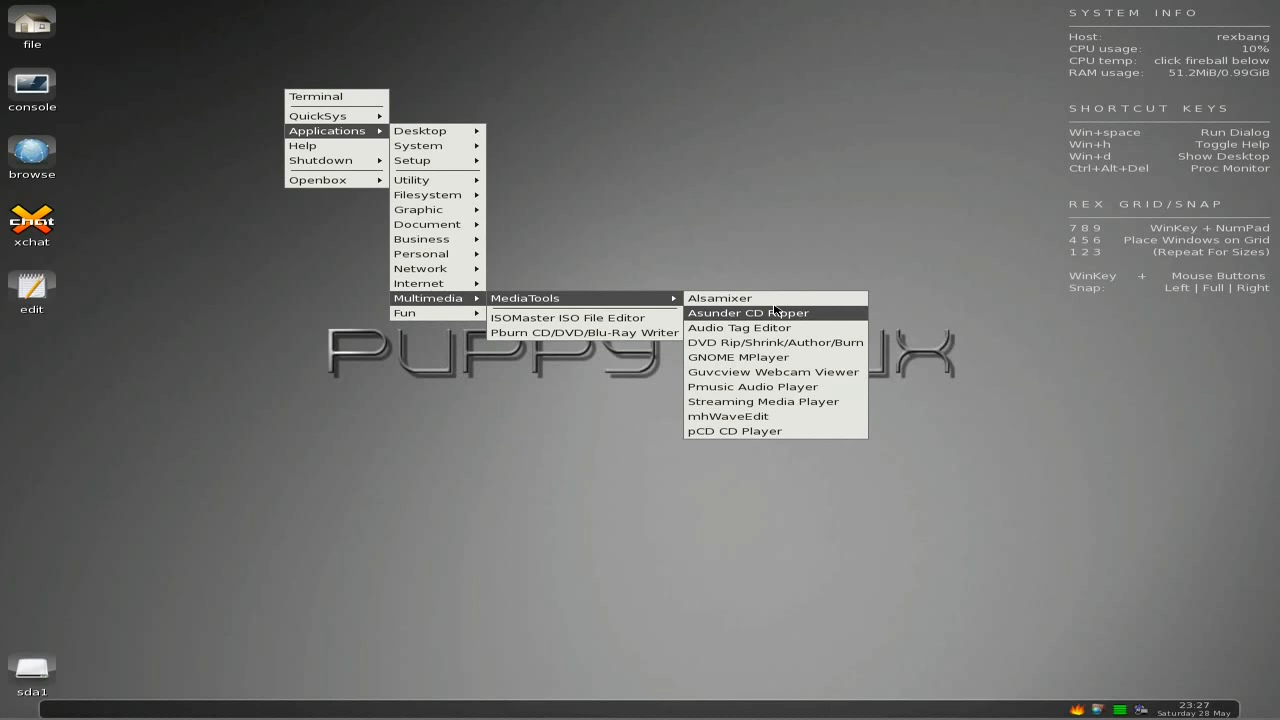 file
console
browse
chat
xchat
edit
sda1
Terminal
QuickSys
Applications
Help
Shutdown
Openbox
Desktop
System
Setup
Utility
Filesystem
Graphic
Document
Business
Personal
Network
Internet
Multimedia
Fun
MediaTools
ISOMaster ISO File Editor
Pburn CD/DVD/Blu-Ray Writer
Alsamixer
Asunder CD Ripper
Audio Tag Editor
DVD Rip/Shrink/Author/Burn
GNOME MPlayer
Guvcview Webcam Viewer
Pmusic Audio Player
Streaming Media Player
mhWaveEdit
pCD CD Player
PUPPY UX
SYSTEM INFO
Host: rexbang
CPU usage: 10%
CPU temp: click fireball below
RAM usage: 51.2MiB/0.99GiB
SHORTCUT KEYS
Win+space Run Dialog
Win+h Toggle Help
Win+d Show Desktop
Ctrl+Alt+Del Proc Monitor
REX GRID/SNAP
7 8 9 WinKey + NumPad
4 5 6 Place Windows on Grid
1 2 3 (Repeat For Sizes)
WinKey + Mouse Buttons
Snap: Left | Full | Right
23:27
Saturday 28 May